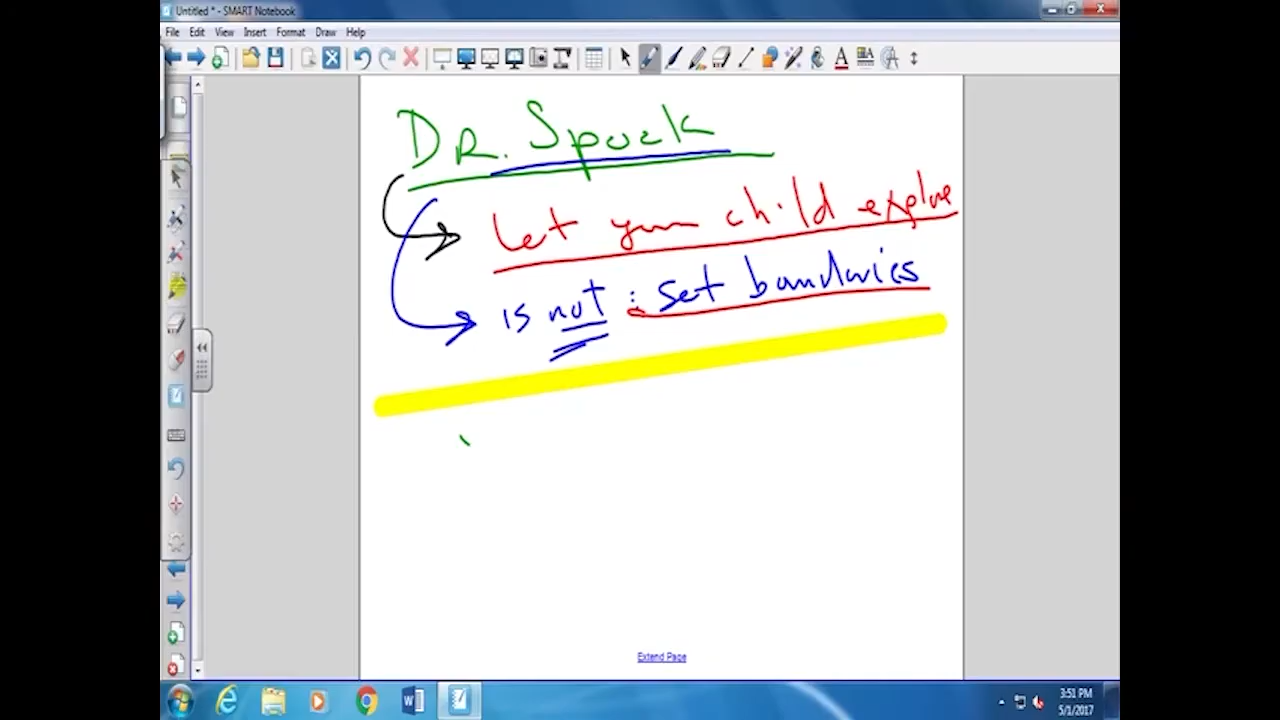 Untitled * - SMART Notebook
File Edit View Insert Format Draw Help
DR. Spock
Let your child explore
is not : set boundaries
Extend Page
3:51 PM
5/1/2017